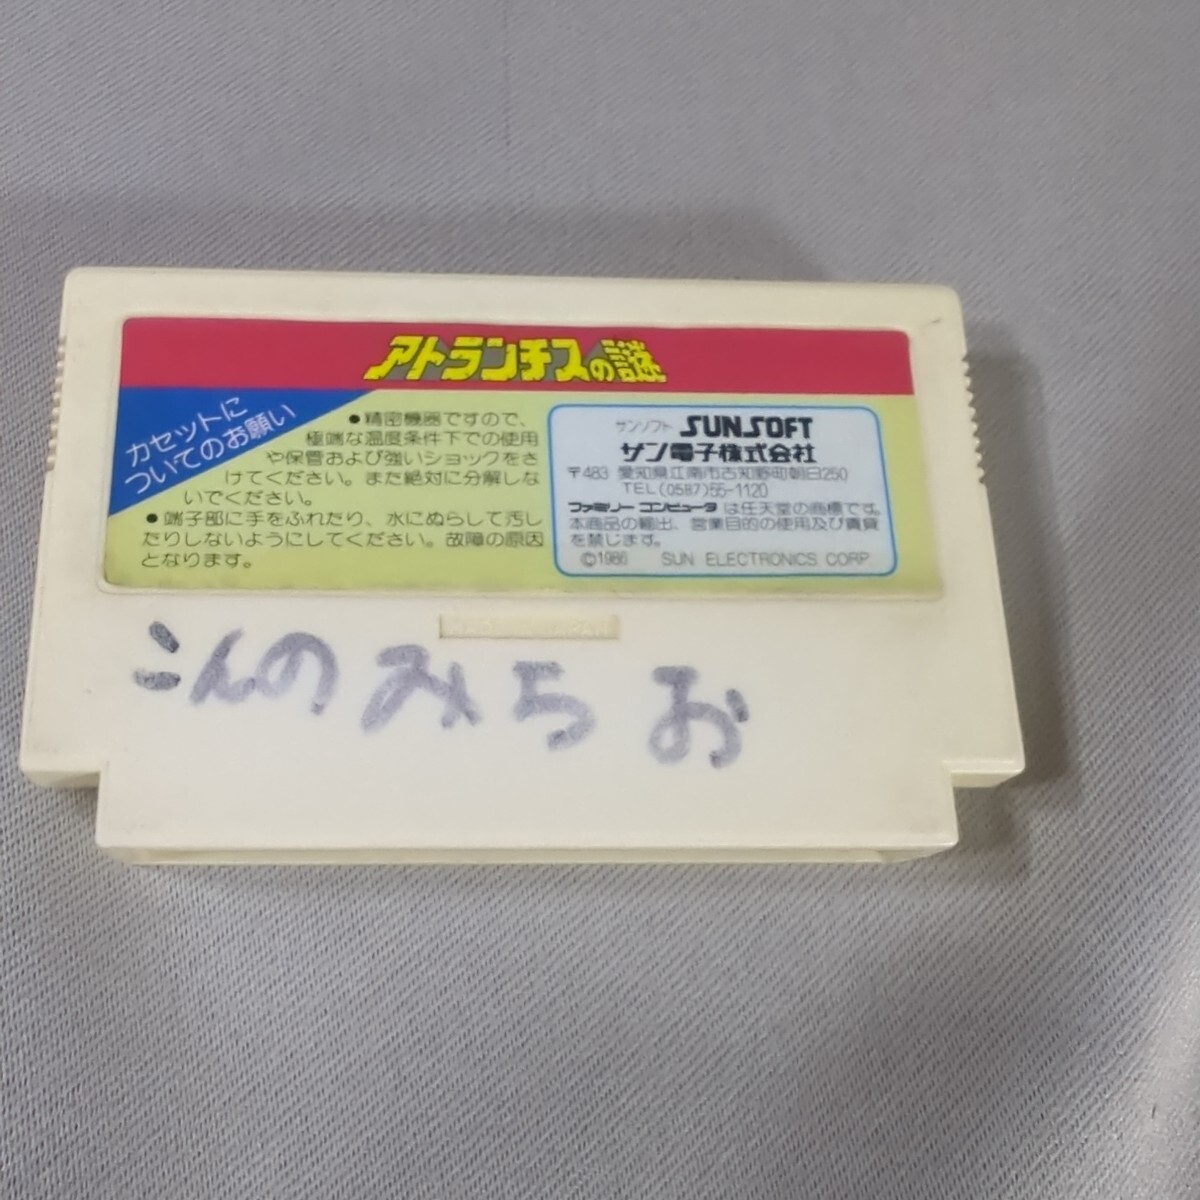 アトランチスの謎
カセットに
ついてのお願い
●精密機器ですので、
極端な温度条件下での使用
や保管および強いショックをさ
けてください。また絶対に分解しな
いでください。
●端子部に手をふれたり、水にぬらして汚し
たりしないようにしてください。故障の原因
となります。
サンソフト SUNSOFT
サン電子株式会社
〒483 愛知県江南市古知野町朝日250
TEL(0587)55-1120
ファミリーコンピュータは任天堂の商標です。
本商品の輸出、営業目的の使用及び賃貸
を禁じます。
©1986 SUN ELECTRONICS CORP.
こんの みちお